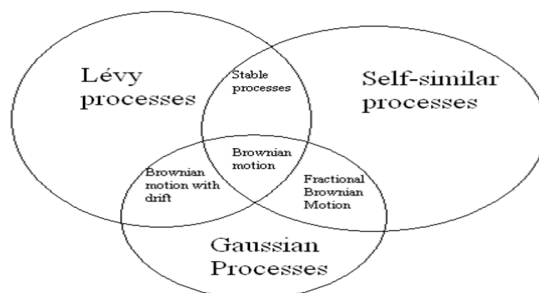 Lévy
processes
Stable
processes
Self-similar
processes
Brownian
motion with
drift
Brownian
motion
Fractional
Brownian
Motion
Gaussian
Processes